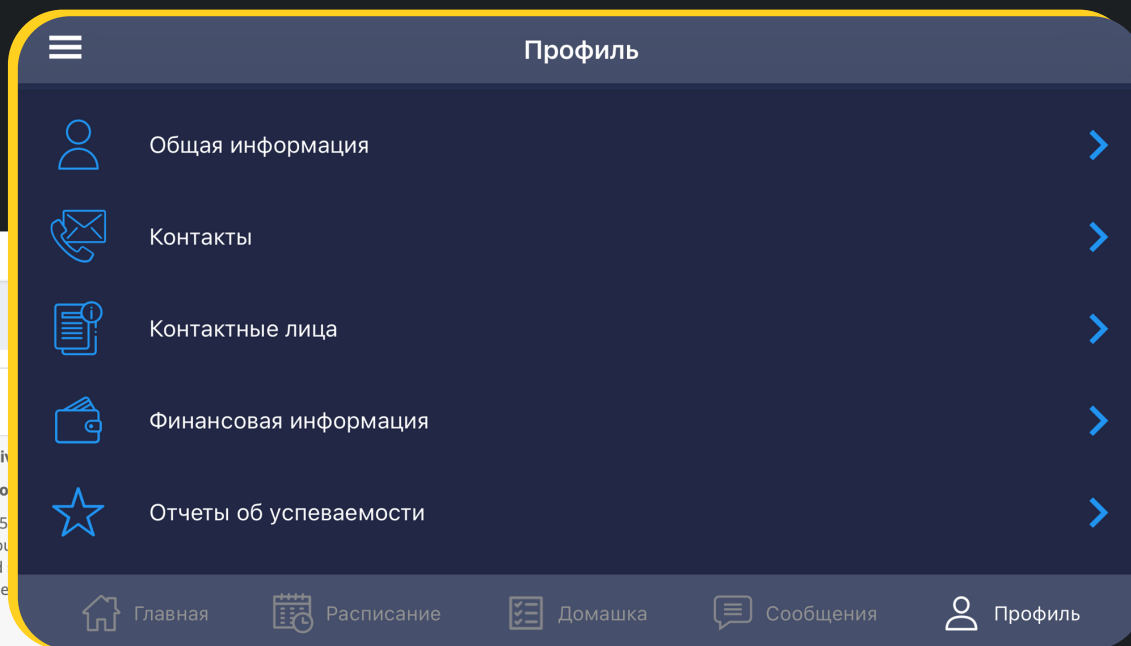 Профиль
Общая информация
Контакты
Контактные лица
Финансовая информация
Отчеты об успеваемости
Главная
Расписание
Домашка
Сообщения
Профиль